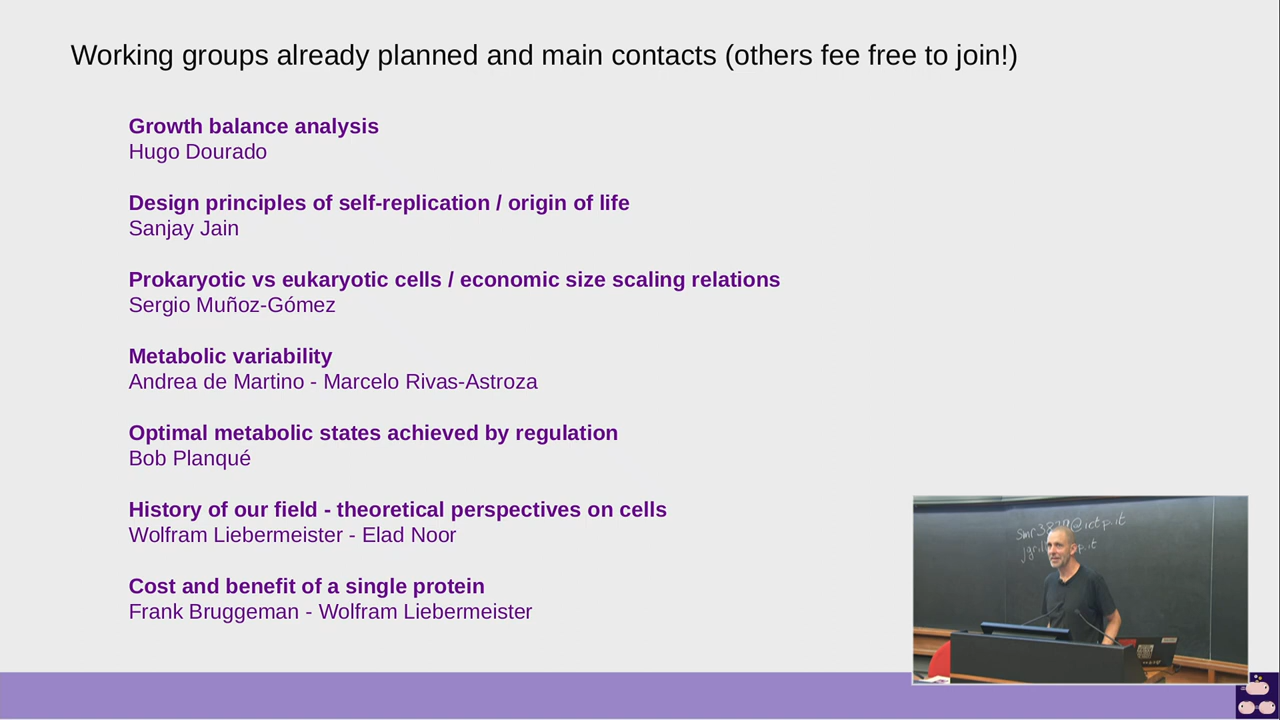 Working groups already planned and main contacts (others fee free to join!)
Growth balance analysis
Hugo Dourado
Design principles of self-replication / origin of life
Sanjay Jain
Prokaryotic vs eukaryotic cells / economic size scaling relations
Sergio Muñoz-Gómez
Metabolic variability
Andrea de Martino - Marcelo Rivas-Astroza
Optimal metabolic states achieved by regulation
Bob Planqué
History of our field - theoretical perspectives on cells
Wolfram Liebermeister - Elad Noor
Cost and benefit of a single protein
Frank Bruggeman - Wolfram Liebermeister